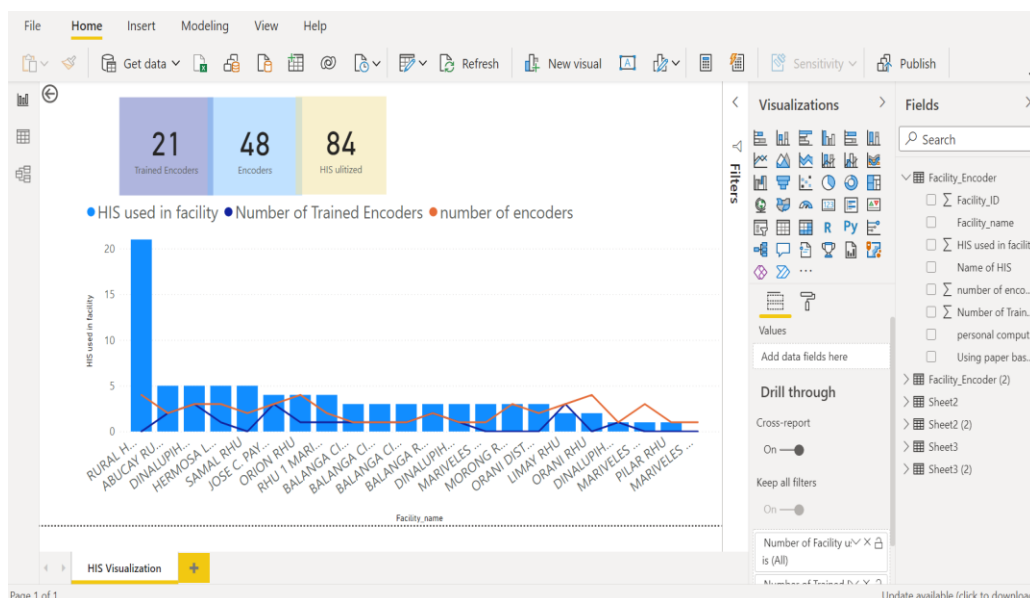 File Home Insert Modeling View Help
Get data Refresh New visual A Sensitivity Publish
21 48 84
Trained Encoders Encoders HIS ulitized
HIS used in facility Number of Trained Encoders number of encoders
HIS used in facility
20
15
10
5
0
RURAL H...
ABUCAY RU...
DINALUPIH...
HERMOSA L...
SAMAL RHU
JOSE C. PAY...
ORION RHU
RHU 1 MARI...
BALANGA CI...
BALANGA CI...
BALANGA CI...
BALANGA R...
DINALUPIH...
MARIVELES ...
MORONG R...
ORANI DIST...
LIMAY RHU
ORANI RHU
DINALUPIH...
MARIVELES ...
PILAR RHU
MARIVELES ...
Facility_name
HIS Visualization +
Page 1 of 1
Filters
Visualizations
R Py
...
Values
Add data fields here
Drill through
Cross-report
On
Keep all filters
On
Number of Facility u
is (All)
Fields
Search
Facility_Encoder
Σ Facility_ID
Facility_name
Σ HIS used in facilit
Name of HIS
Σ number of enco...
Σ Number of Train...
personal comput
Using paper bas...
Facility_Encoder (2)
Sheet2
Sheet2 (2)
Sheet3
Sheet3 (2)
Update available (click to download